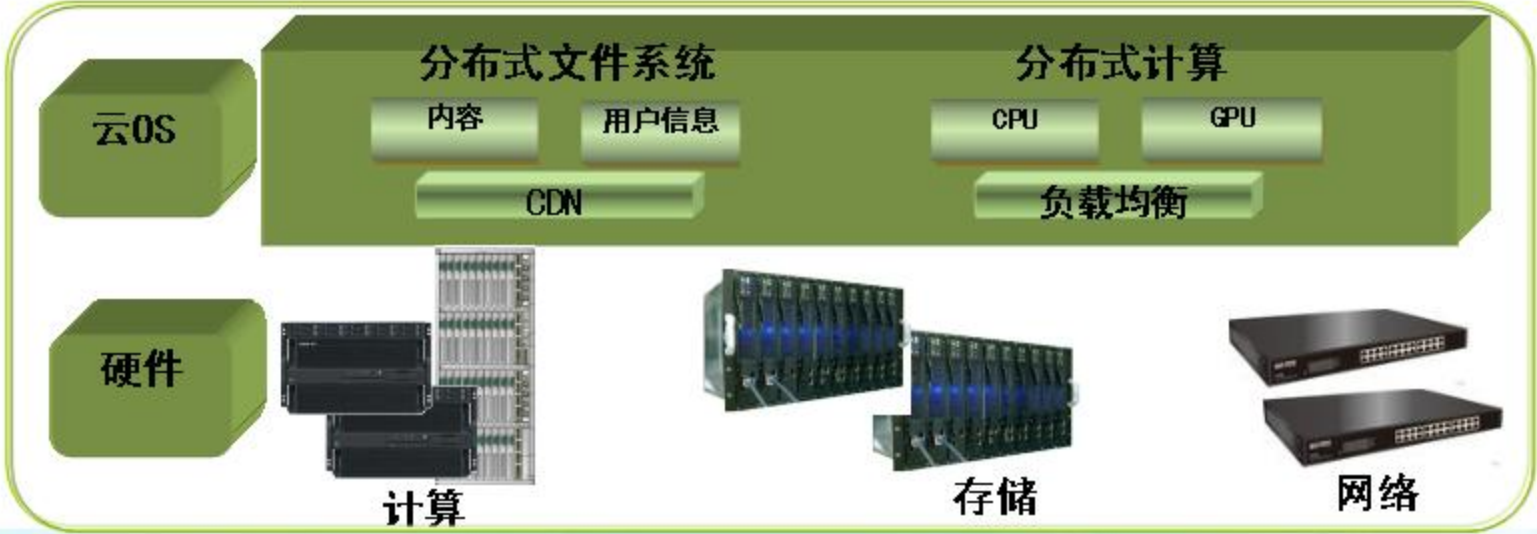 云OS
分布式文件系统
分布式计算
内容
用户信息
CPU
GPU
CDN
负载均衡
硬件
计算
存储
网络